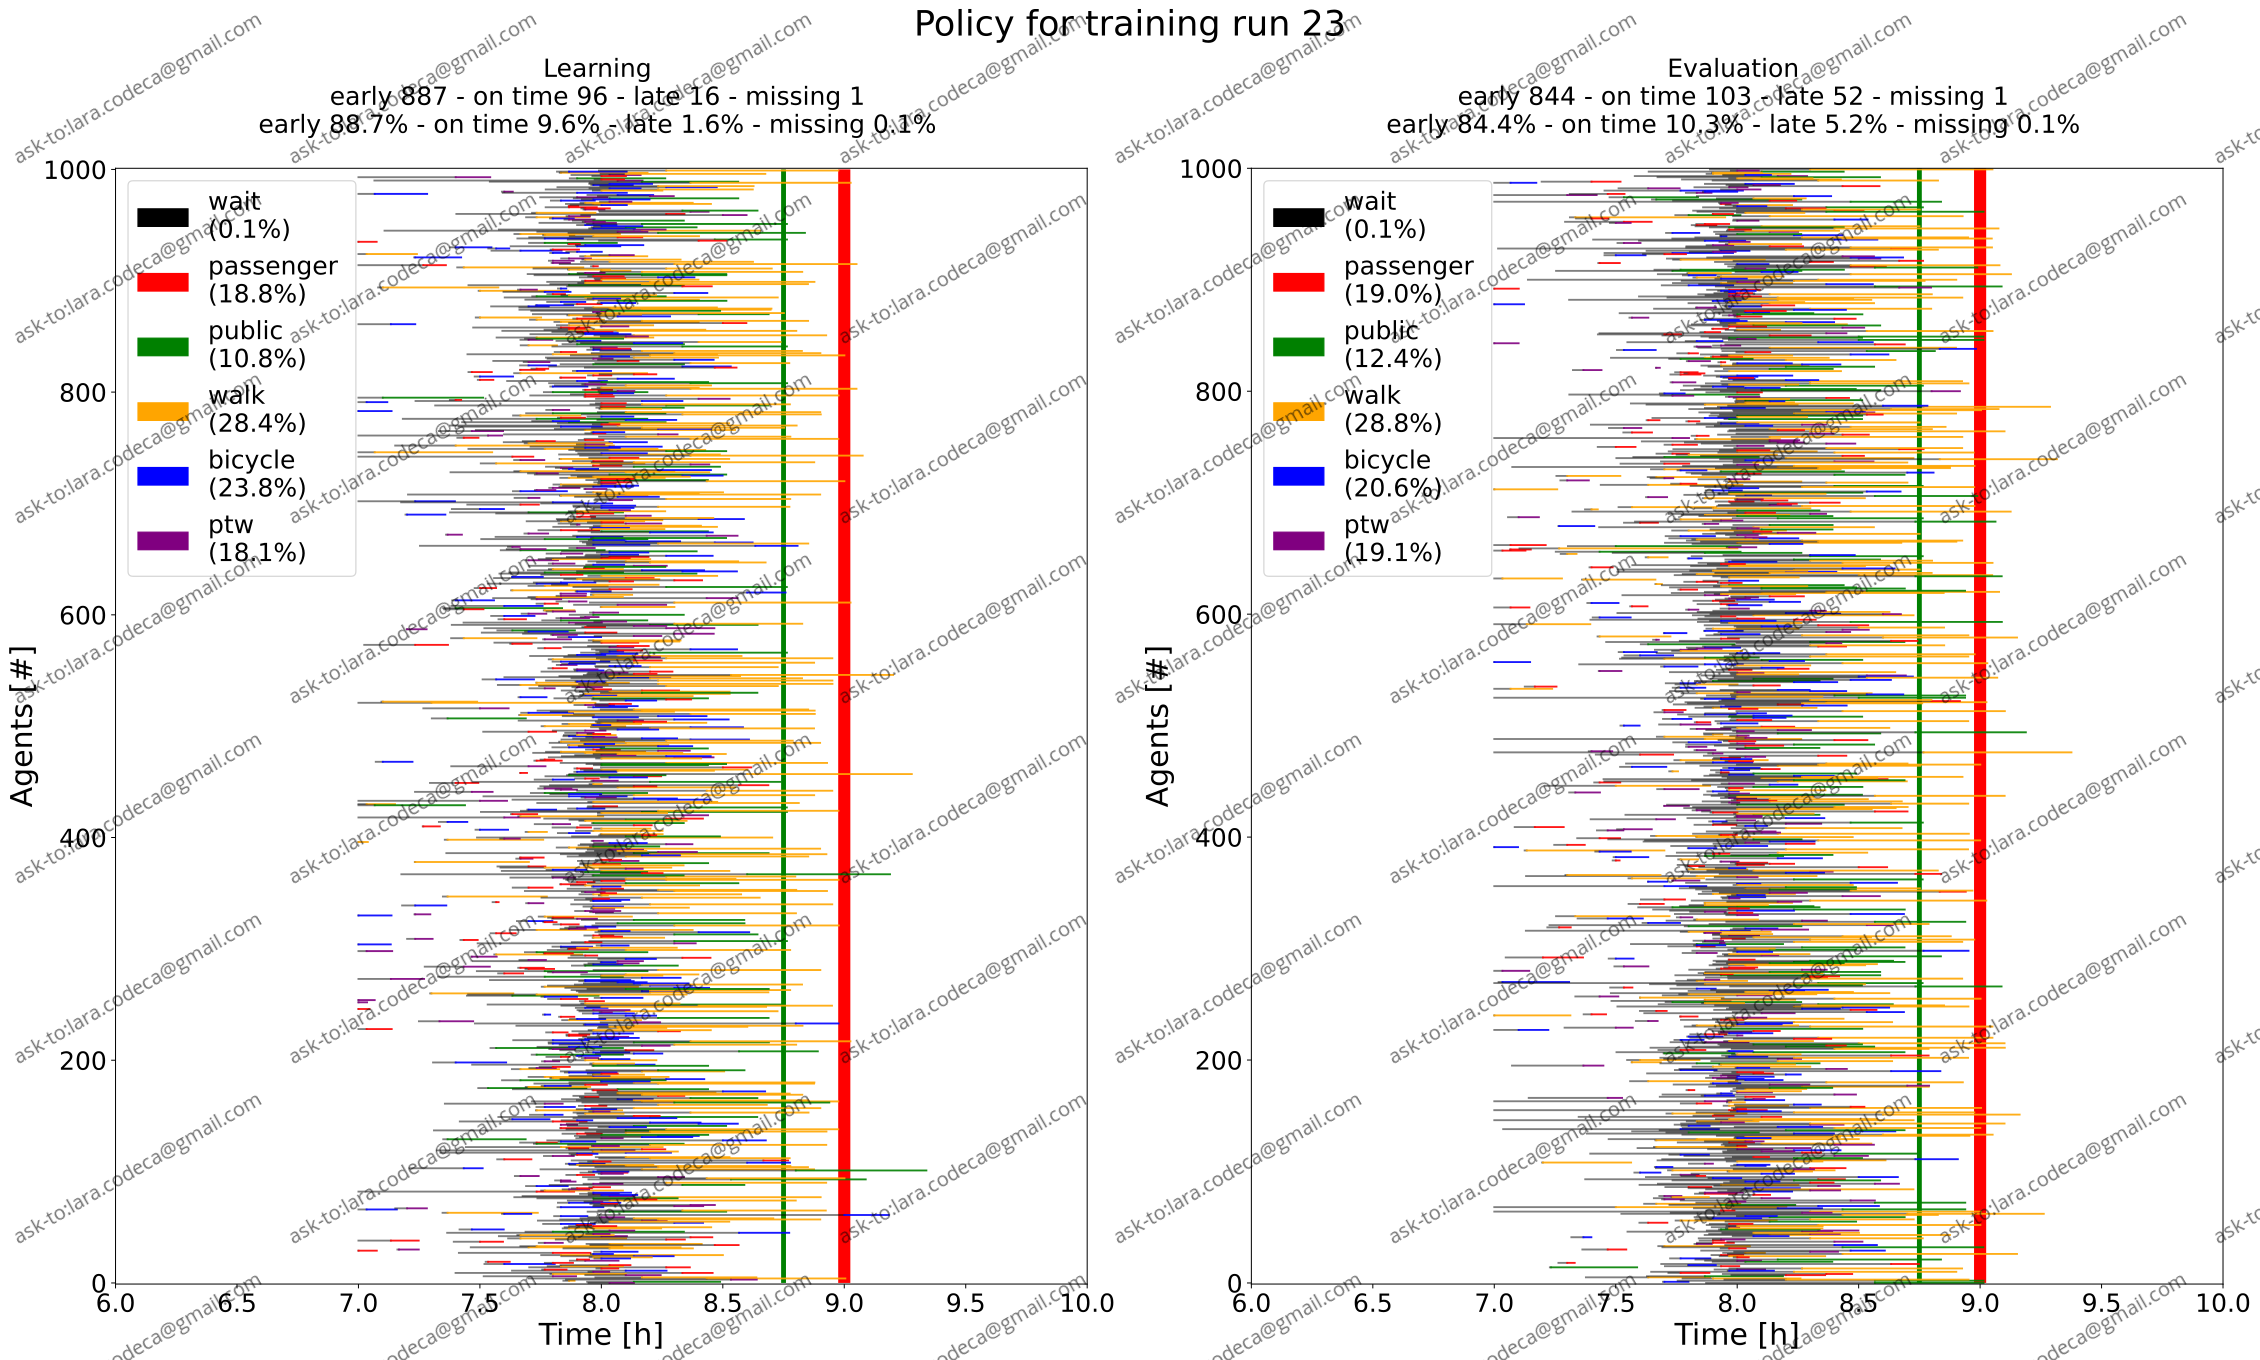 Policy for training run 23
Learning
early 887 - on time 96 - late 16 - missing 1
early 88.7% - on time 9.6% - late 1.6% - missing 0.1%
Agents [#]
1000
800
600
400
200
0
wait
(0.1%)
passenger
(18.8%)
public
(10.8%)
walk
(28.4%)
bicycle
(23.8%)
ptw
(18.1%)
6.0 6.5 7.0 7.5 8.0 8.5 9.0 9.5 10.0
Time [h]
Evaluation
early 844 - on time 103 - late 52 - missing 1
early 84.4% - on time 10.3% - late 5.2% - missing 0.1%
Agents [#]
1000
800
600
400
200
0
wait
(0.1%)
passenger
(19.0%)
public
(12.4%)
walk
(28.8%)
bicycle
(20.6%)
ptw
(19.1%)
6.0 6.5 7.0 7.5 8.0 8.5 9.0 9.5 10.0
Time [h]
ask-to:lara.codeca@gmail.com